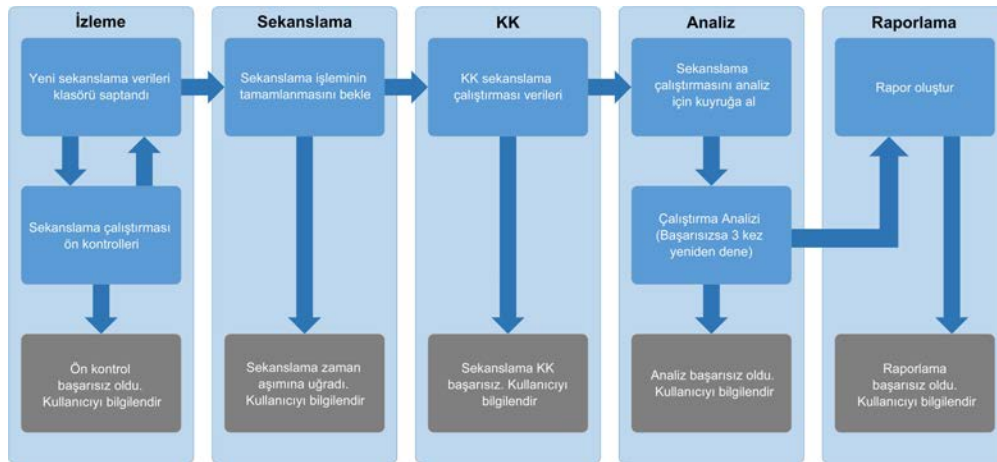 İzleme
Yeni sekanslama verileri
klasörü saptandı
Sekanslama çalıştırması
ön kontrolleri
Ön kontrol
başarısız oldu.
Kullanıcıyı bilgilendir
Sekanslama
Sekanslama işleminin
tamamlanmasını bekle
Sekanslama zaman
aşımına uğradı.
Kullanıcıyı bilgilendir
KK
KK sekanslama
çalıştırması verileri
Sekanslama KK
başarısız. Kullanıcıyı
bilgilendir
Analiz
Sekanslama
çalıştırmasını analiz
için kuyruğa al
Çalıştırma Analizi
(Başarısızsa 3 kez
yeniden dene)
Analiz başarısız oldu.
Kullanıcıyı bilgilendir
Raporlama
Rapor oluştur
Raporlama
başarısız oldu.
Kullanıcıyı bilgilendir